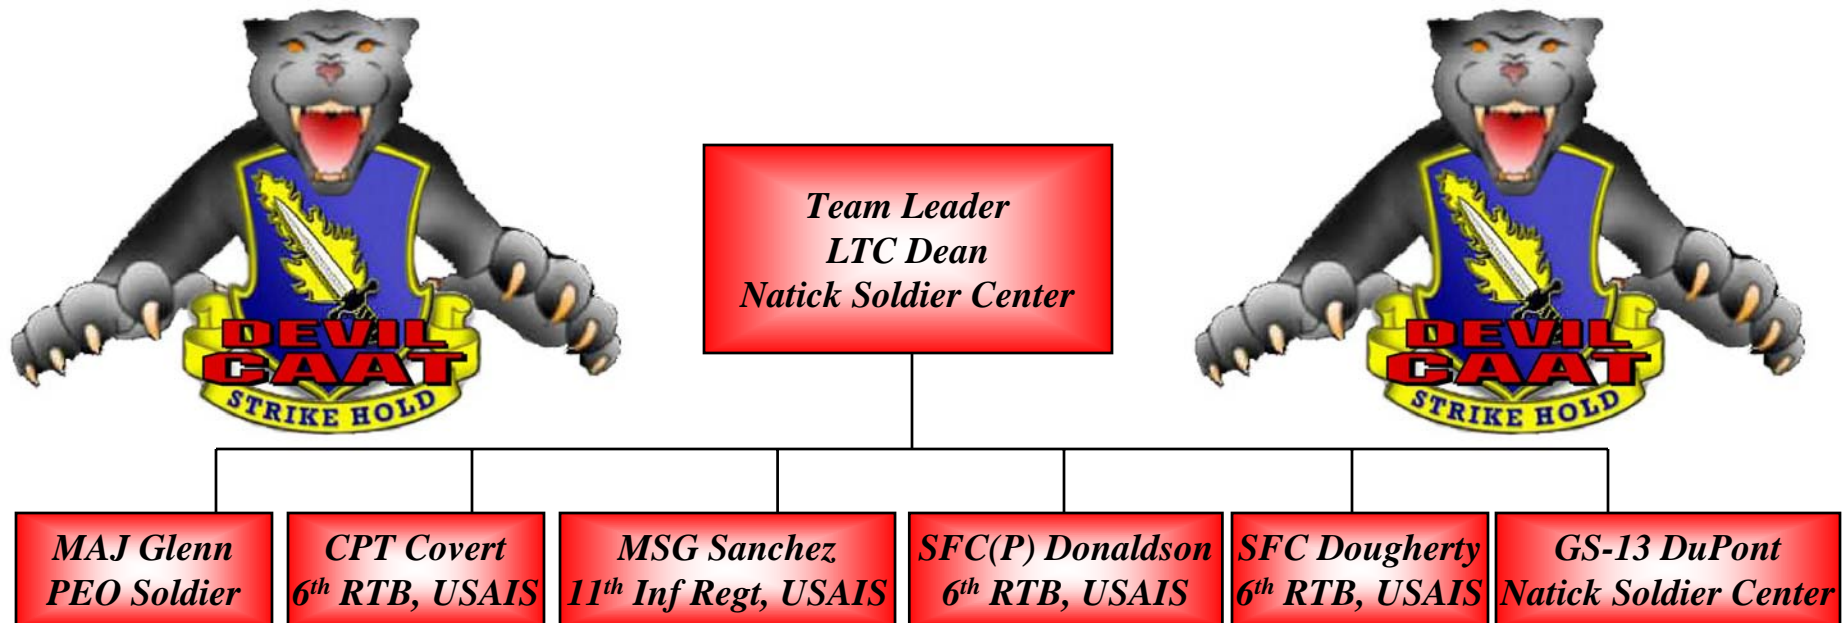 DEVIL
CAAT
STRIKE HOLD
Team Leader
LTC Dean
Natick Soldier Center
DEVIL
CAAT
STRIKE HOLD
MAJ Glenn
PEO Soldier
CPT Covert
6th RTB, USAIS
MSG Sanchez
11th Inf Regt, USAIS
SFC(P) Donaldson
6th RTB, USAIS
SFC Dougherty
6th RTB, USAIS
GS-13 DuPont
Natick Soldier Center